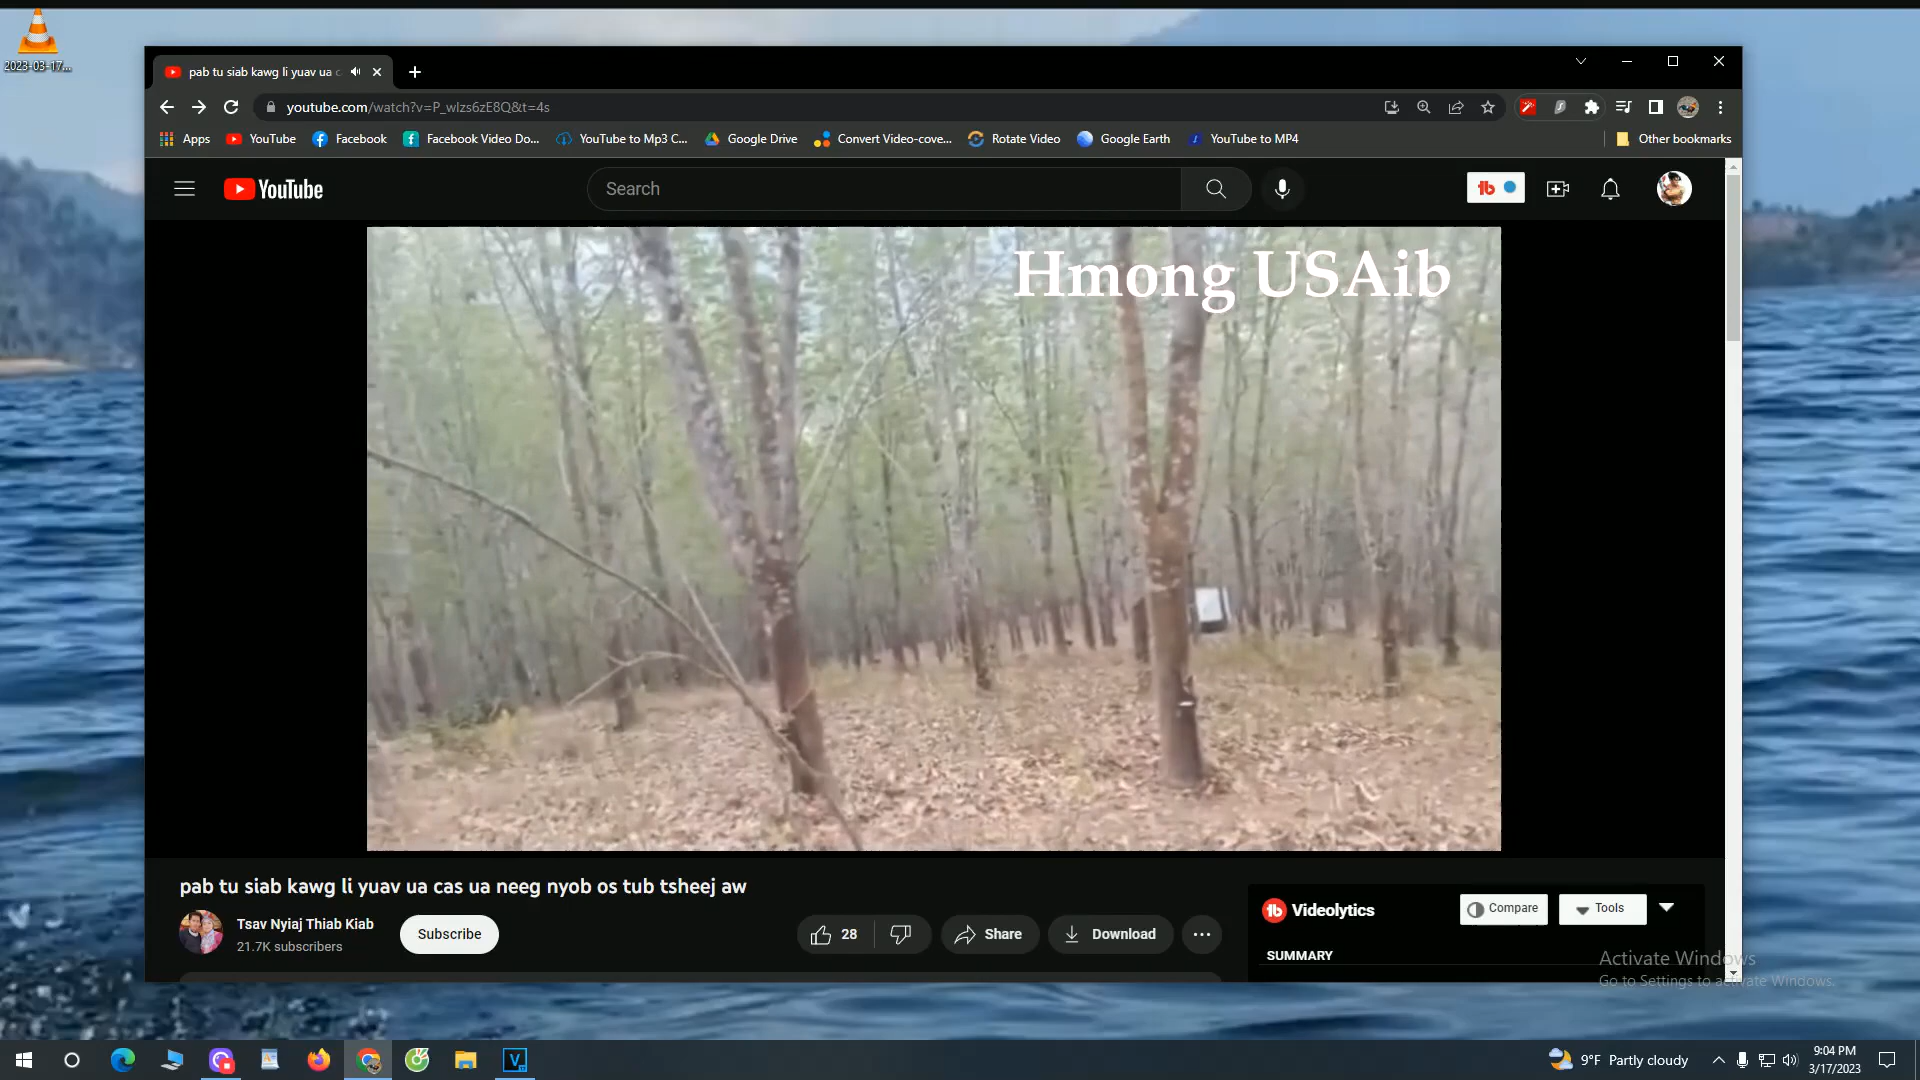 2023-03-17...
pab tu siab kawg li yuav ua c
youtube.com/watch?v=P_wlzs6zE8Q&t=4s
Apps
YouTube
Facebook
Facebook Video Do...
YouTube to Mp3 C...
Google Drive
Convert Video-cove...
Rotate Video
Google Earth
YouTube to MP4
Other bookmarks
YouTube
Search
Hmong USAib
pab tu siab kawg li yuav ua cas ua neeg nyob os tub tsheej aw
Tsav Nyiaj Thiab Kiab
21.7K subscribers
Subscribe
28
Share
Download
Videolytics
Compare
Tools
SUMMARY
Activate Windows
Go to Settings to activate Windows.
9°F Partly cloudy
9:04 PM
3/17/2023